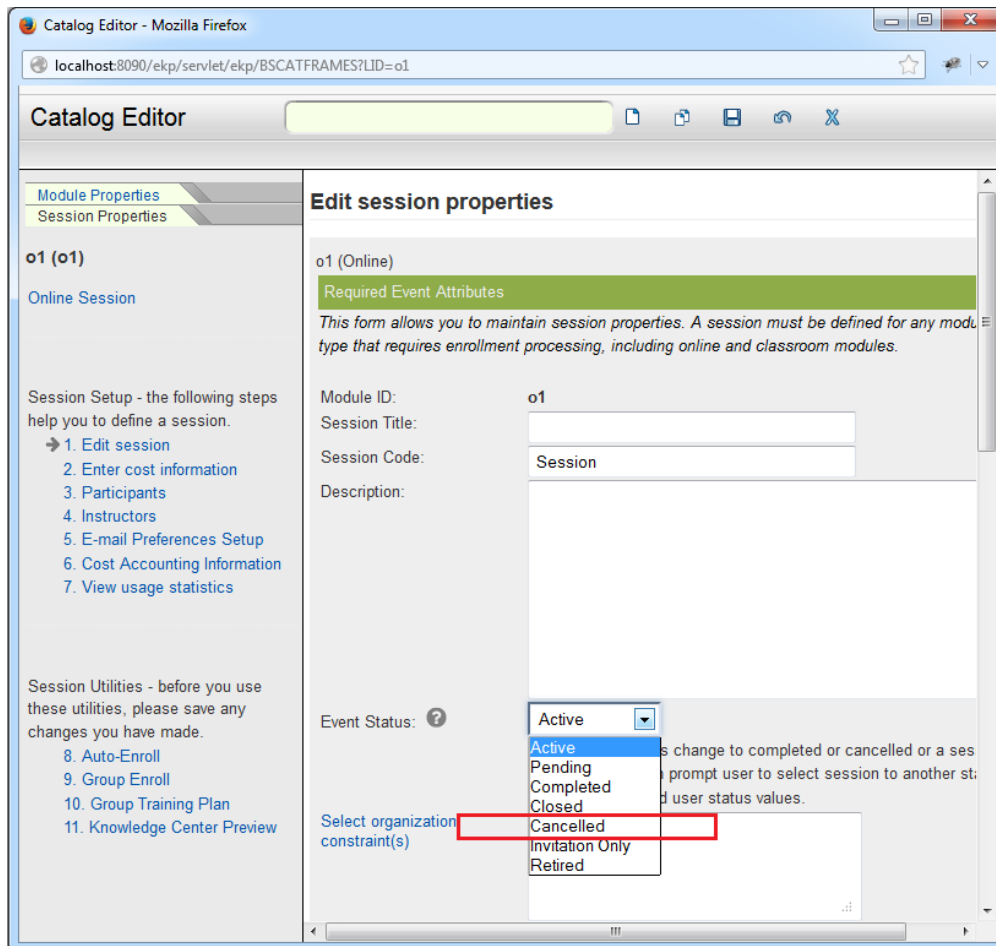 Catalog Editor - Mozilla Firefox
localhost:8090/ekp/servlet/ekp/BSCATFRAMES?LID=o1
Catalog Editor
Module Properties
Session Properties
o1 (o1)
Online Session
Session Setup - the following steps
help you to define a session.
1. Edit session
2. Enter cost information
3. Participants
4. Instructors
5. E-mail Preferences Setup
6. Cost Accounting Information
7. View usage statistics
Session Utilities - before you use
these utilities, please save any
changes you have made.
8. Auto-Enroll
9. Group Enroll
10. Group Training Plan
11. Knowledge Center Preview
Edit session properties
o1 (Online)
Required Event Attributes
This form allows you to maintain session properties. A session must be defined for any modu
type that requires enrollment processing, including online and classroom modules.
Module ID: o1
Session Title:
Session Code: Session
Description:
Event Status: ? Active
Active
Pending
Completed
Closed
Cancelled
Invitation Only
Retired
s change to completed or cancelled or a ses
prompt user to select session to another sta
d user status values.
Select organization
constraint(s)